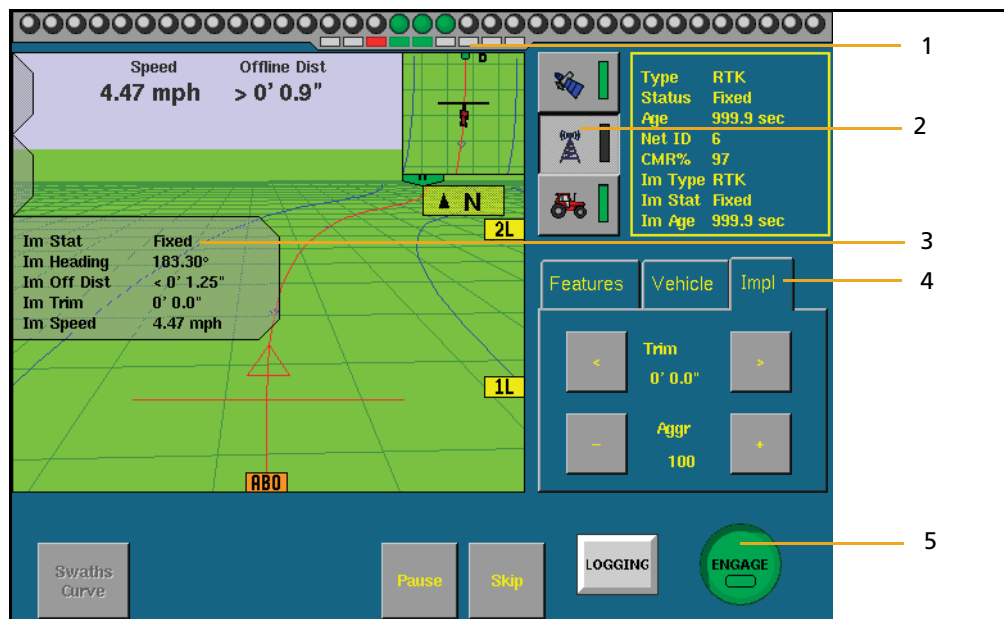 Speed Offline Dist
4.47 mph > 0' 0.9"
Im Stat Fixed
Im Heading 183.30°
Im Off Dist < 0' 1.25"
Im Trim 0' 0.0"
Im Speed 4.47 mph
N
2L
1L
AB0
Type RTK
Status Fixed
Age 999.9 sec
Net ID 6
CMR% 97
Im Type RTK
Im Stat Fixed
Im Age 999.9 sec
Features Vehicle Impl
< Trim >
0' 0.0"
- Aggr +
100
Swaths
Curve
Pause
Skip
LOGGING
ENGAGE
1
2
3
4
5